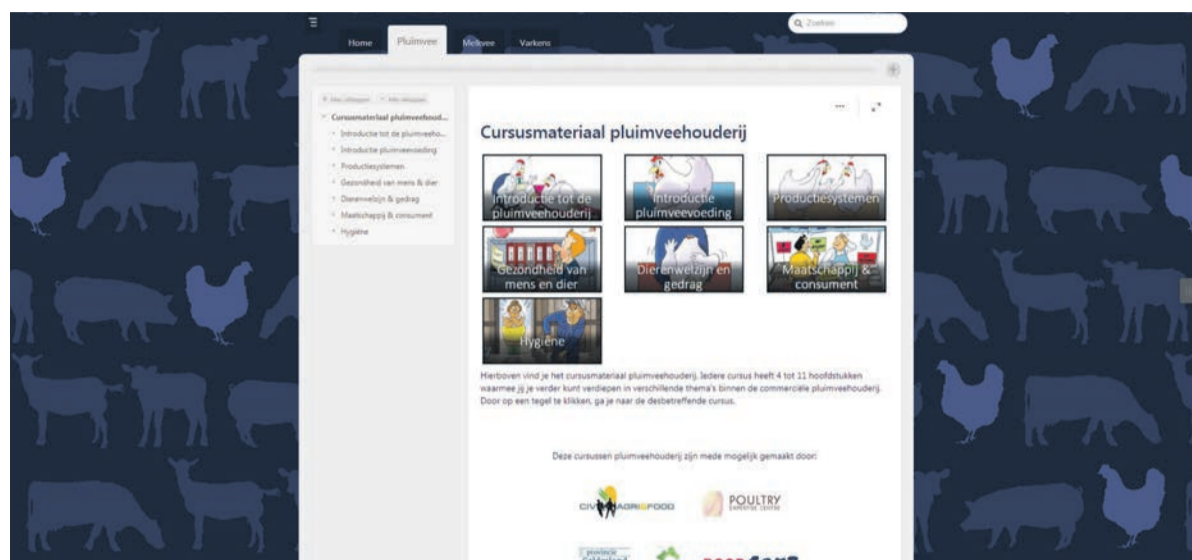 Zoeken
Home
Pluimvee
Melkvee
Varkens
Cursusmateriaal pluimveehoud...
Introductie tot de pluimveeho...
Introductie pluimveevoeding
Productiesystemen
Gezondheid van mens & dier
Dierenwelzijn & gedrag
Maatschappij & consument
Hygiëne
Cursusmateriaal pluimveehouderij
Introductie tot de
pluimveehouderij
Introductie
pluimveevoeding
Productiesystemen
Gezondheid van
mens en dier
Dierenwelzijn en
gedrag
Maatschappij &
consument
Hygiëne
Hierboven vind je het cursusmateriaal pluimveehouderij. Iedere cursus heeft 4 tot 11 hoofdstukken
waarmee jij je verder kunt verdiepen in verschillende thema's binnen de commerciële pluimveehouderij.
Door op een tegel te klikken, ga je naar de desbetreffende cursus.
Deze cursussen pluimveehouderij zijn mede mogelijk gemaakt door:
POULTRY
EXPERTISE CENTRE
provincie